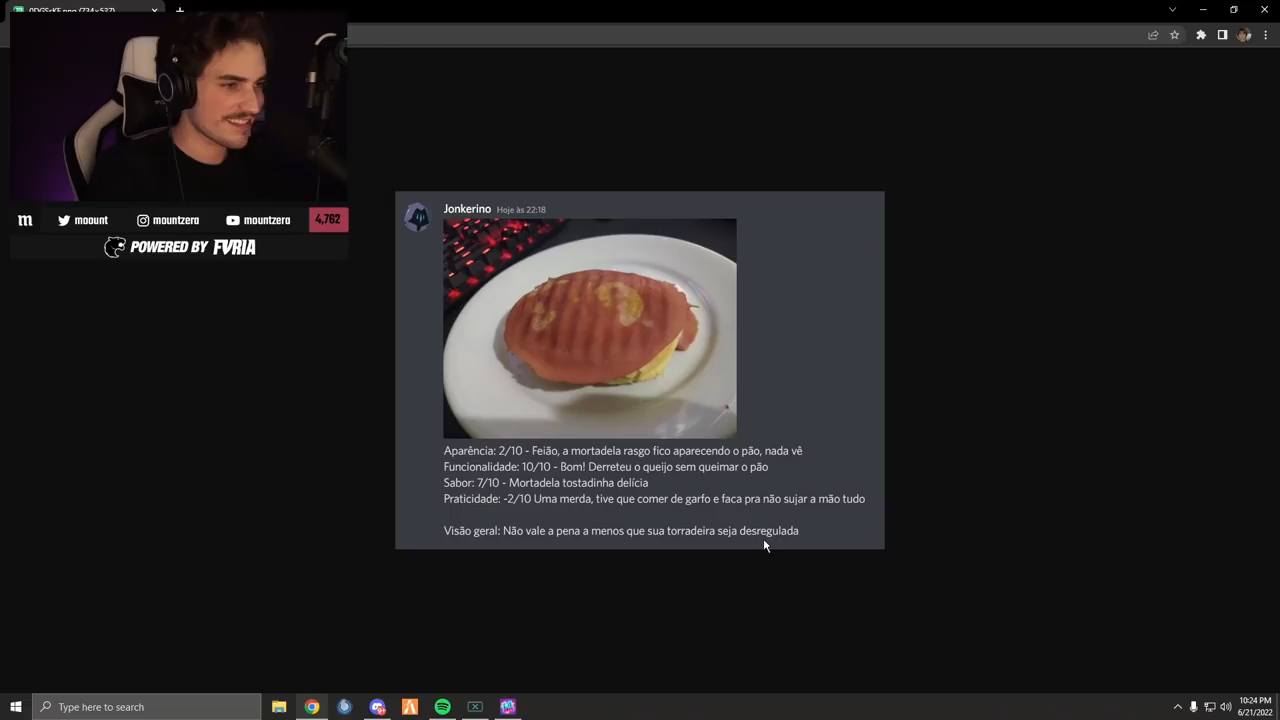 m
moount
mountzera
mountzera
4,762
POWERED BY FVRIA
Jonkerino Hoje às 22:18
Aparência: 2/10 - Feião, a mortadela rasgo fico aparecendo o pão, nada vê
Funcionalidade: 10/10 - Bom! Derreteu o queijo sem queimar o pão
Sabor: 7/10 - Mortadela tostadinha delícia
Praticidade: -2/10 Uma merda, tive que comer de garfo e faca pra não sujar a mão tudo
Visão geral: Não vale a pena a menos que sua torradeira seja desregulada
Type here to search
10:24 PM
6/21/2022